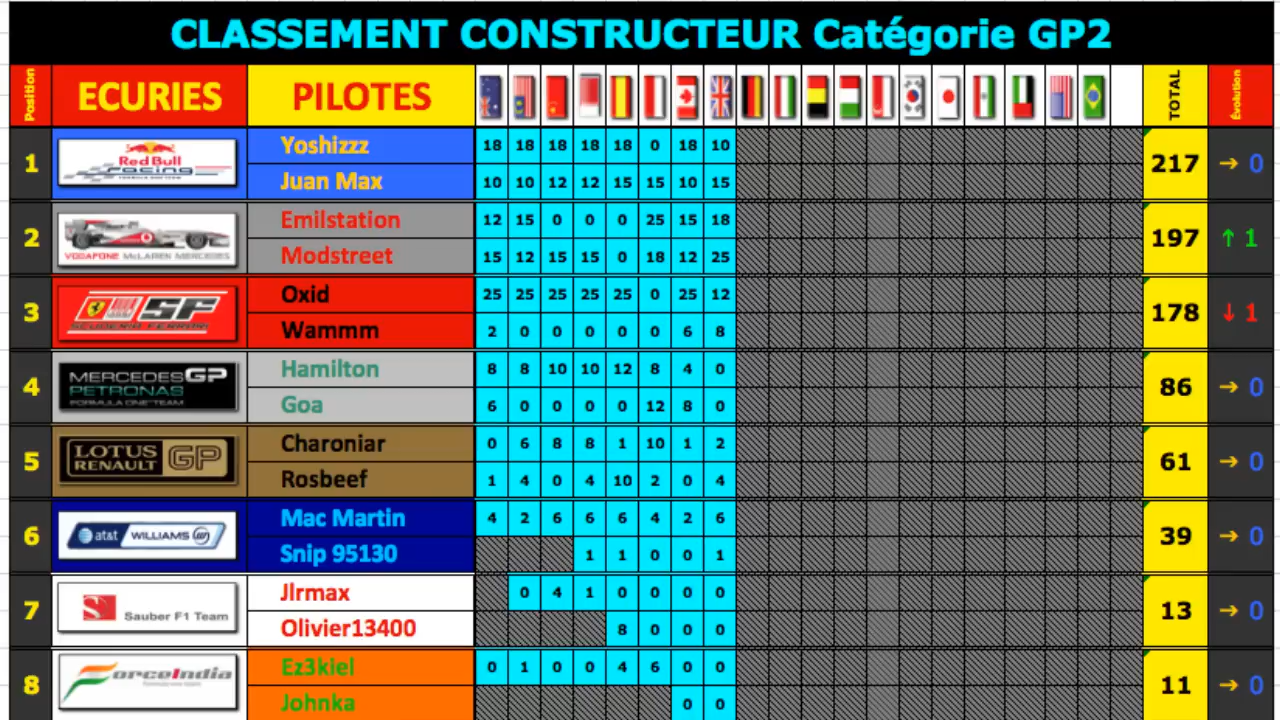 CLASSEMENT CONSTRUCTEUR Catégorie GP2
Position ECURIES PILOTES TOTAL Évolution
1 Red Bull racing Yoshizzz 18 18 18 18 18 0 18 10 217 → 0
Juan Max 10 10 12 12 15 15 10 15
2 VODAFONE McLAREN MERCEDES Emilstation 12 15 0 0 0 25 15 18 197 ↑ 1
Modstreet 15 12 15 15 0 18 12 25
3 SF SCUDERIA FERRARI Oxid 25 25 25 25 25 0 25 12 178 ↓ 1
Wammm 2 0 0 0 0 0 6 8
4 MERCEDES GP PETRONAS FORMULA ONE TEAM Hamilton 8 8 10 10 12 8 4 0 86 → 0
Goa 6 0 0 0 0 12 8 0
5 LOTUS RENAULT GP Charoniar 0 6 8 8 1 10 1 2 61 → 0
Rosbeef 1 4 0 4 10 2 0 4
6 at&t WILLIAMS Mac Martin 4 2 6 6 6 4 2 6 39 → 0
Snip 95130 1 1 0 0 1
7 Sauber F1 Team Jlrmax 0 4 1 0 0 0 0 13 → 0
Olivier13400 8 0 0 0
8 Force India Ez3kiel 0 1 0 0 4 6 0 0 11 → 0
Johnka 0 0